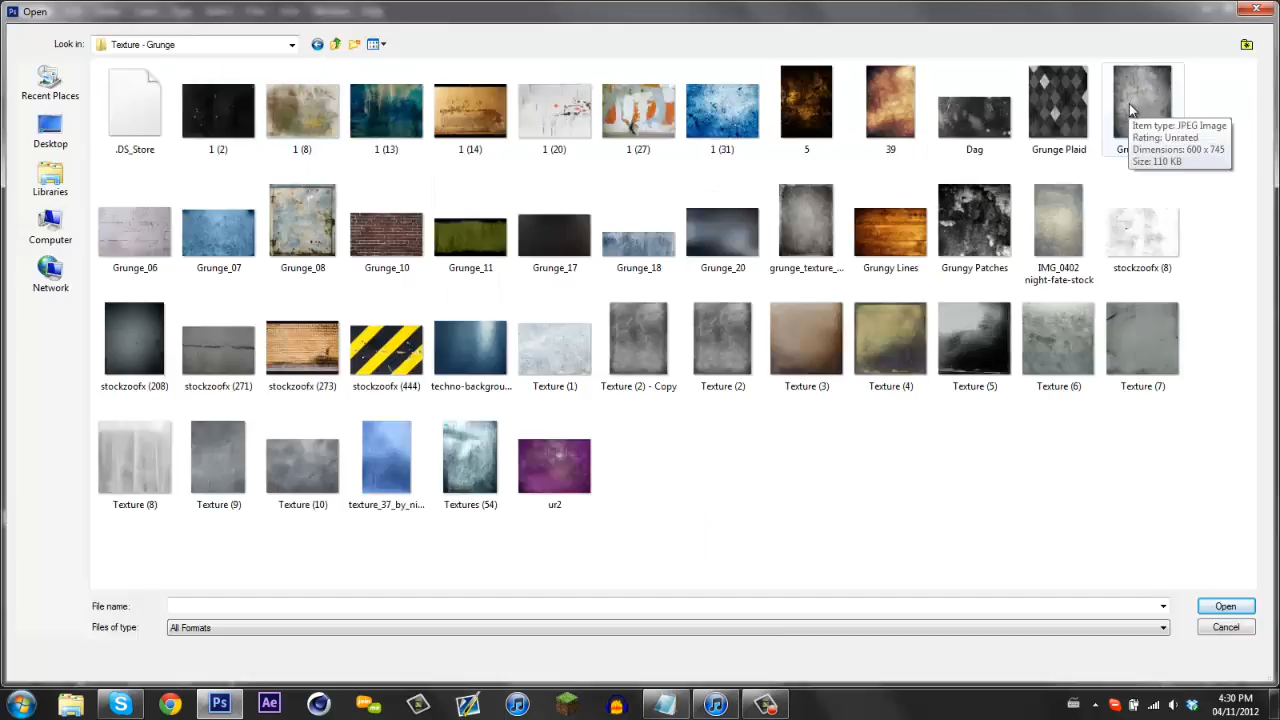 Ps Open
Look in: Texture - Grunge
Recent Places
Desktop
Libraries
Computer
Network
.DS_Store 1 (2) 1 (8) 1 (13) 1 (14) 1 (20) 1 (27) 1 (31) 5 39 Dag Grunge Plaid
Item type: JPEG Image
Rating: Unrated
Dimensions: 600 x 745
Size: 110 KB
Grunge_06 Grunge_07 Grunge_08 Grunge_10 Grunge_11 Grunge_17 Grunge_18 Grunge_20 grunge_texture_... Grungy Lines Grungy Patches IMG_0402 stockzoofx (8)
night-fate-stock
stockzoofx (208) stockzoofx (271) stockzoofx (273) stockzoofx (444) techno-backgrou... Texture (1) Texture (2) - Copy Texture (2) Texture (3) Texture (4) Texture (5) Texture (6) Texture (7)
Texture (8) Texture (9) Texture (10) texture_37_by_ni... Textures (54) ur2
File name: Open
Files of type: All Formats Cancel
Ps Ae
4:30 PM
04/11/2012